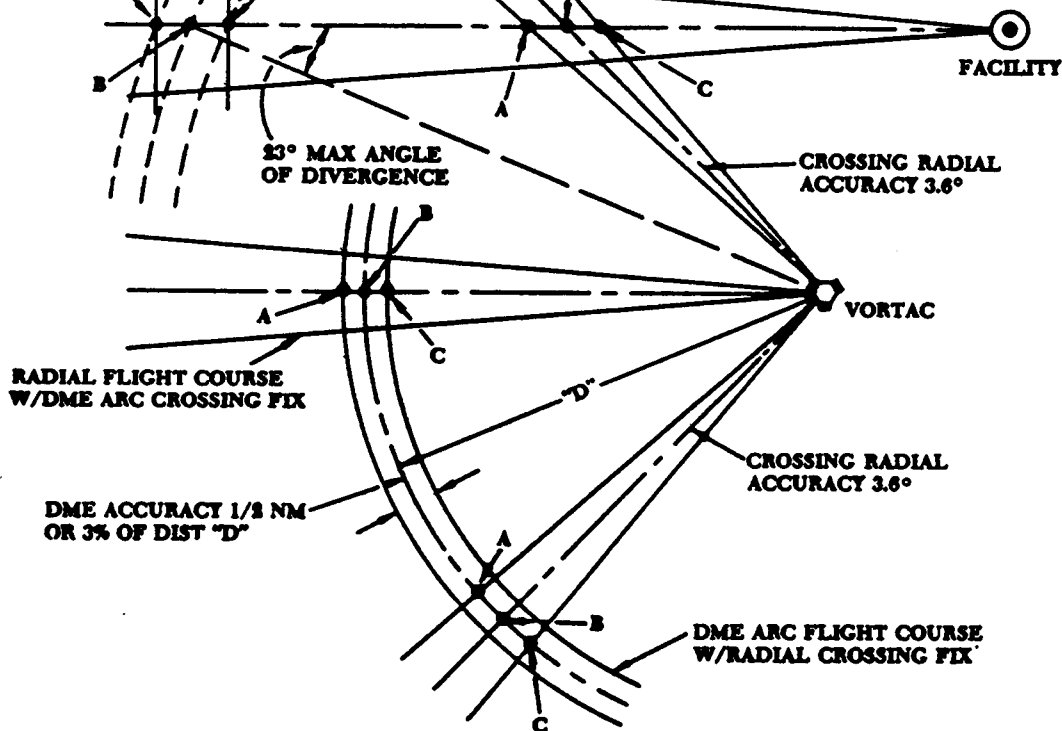 FACILITY
B
A
C
23° MAX ANGLE
OF DIVERGENCE
CROSSING RADIAL
ACCURACY 3.6°
B
A
C
VORTAC
RADIAL FLIGHT COURSE
W/DME ARC CROSSING FIX
"D"
CROSSING RADIAL
ACCURACY 3.6°
DME ACCURACY 1/2 NM
OR 3% OF DIST "D"
A
B
DME ARC FLIGHT COURSE
W/RADIAL CROSSING FIX
C